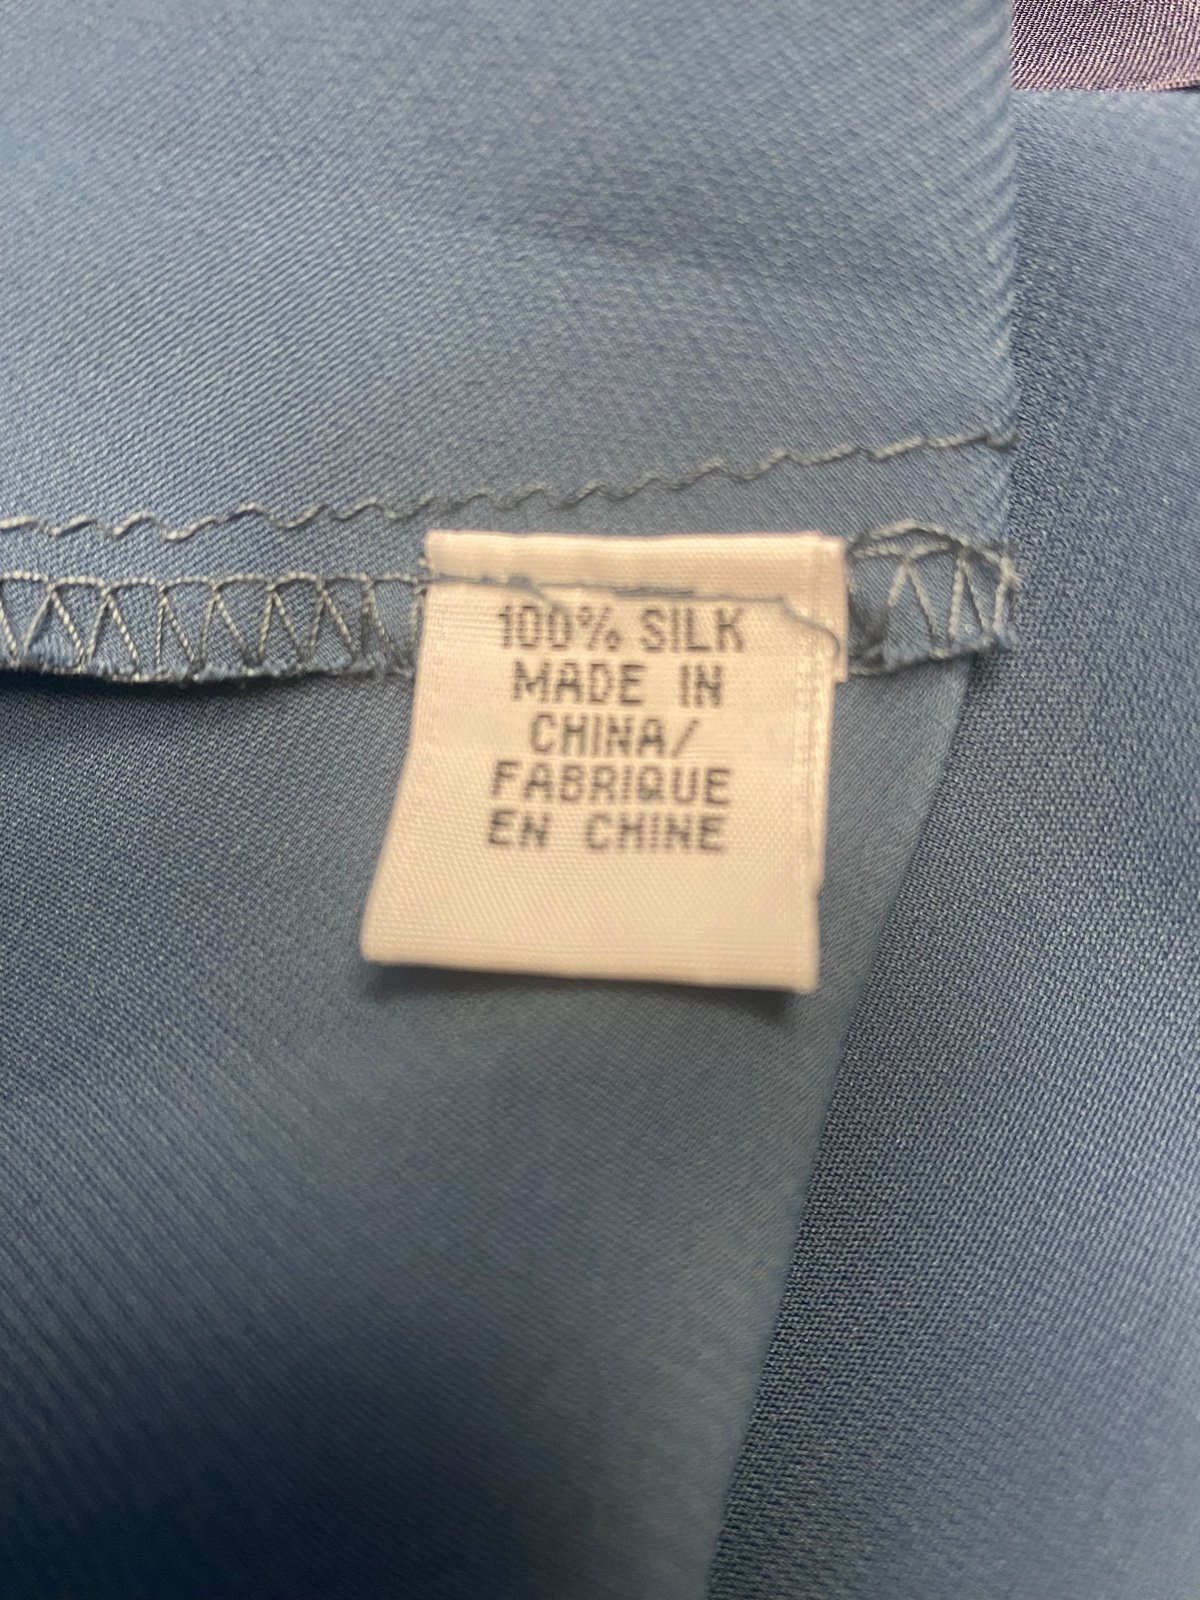 100% SILK
MADE IN
CHINA/
FABRIQUE
EN CHINE